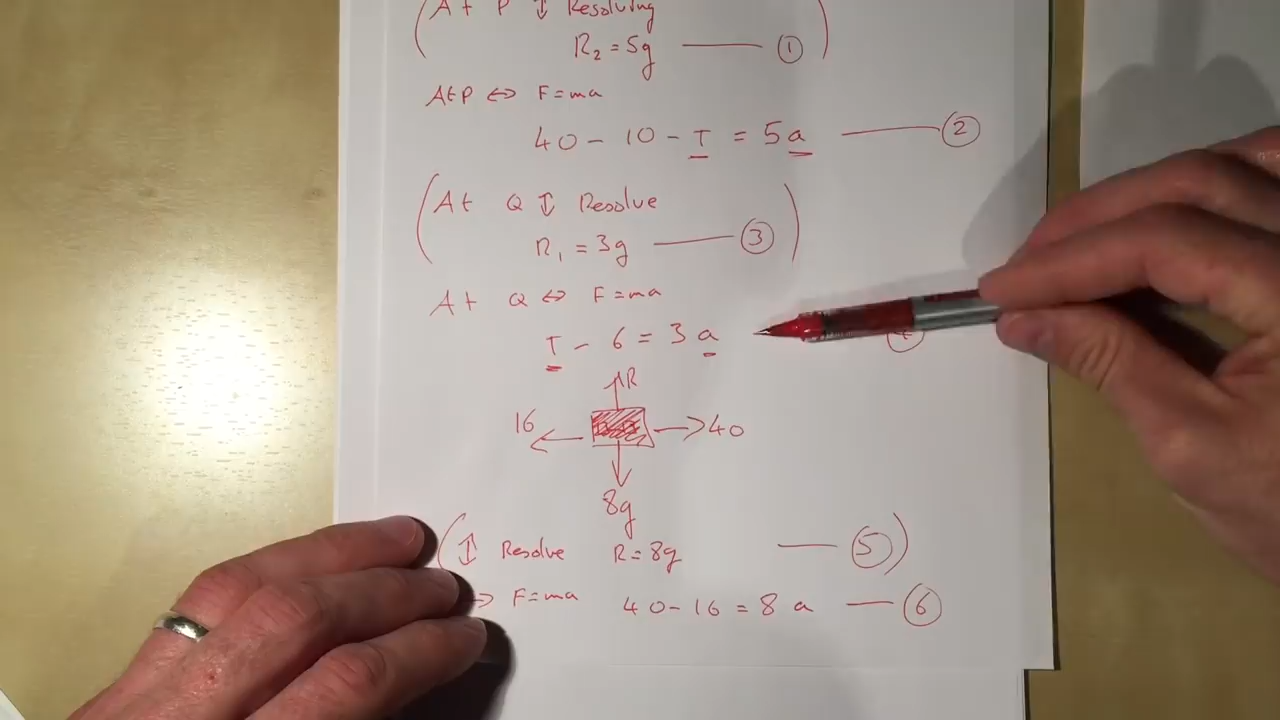 (At P ↕ Resolving
R₂ = 5g ——— ①)
At P ↔ F=ma
40 - 10 - T = 5a ——— ②
(At Q ↕ Resolve
R₁ = 3g ——— ③)
At Q ↔ F=ma
T - 6 = 3a
R
16
40
8g
(↕ Resolve R=8g ——— ⑤)
↔ F=ma 40-16 = 8a ——— ⑥